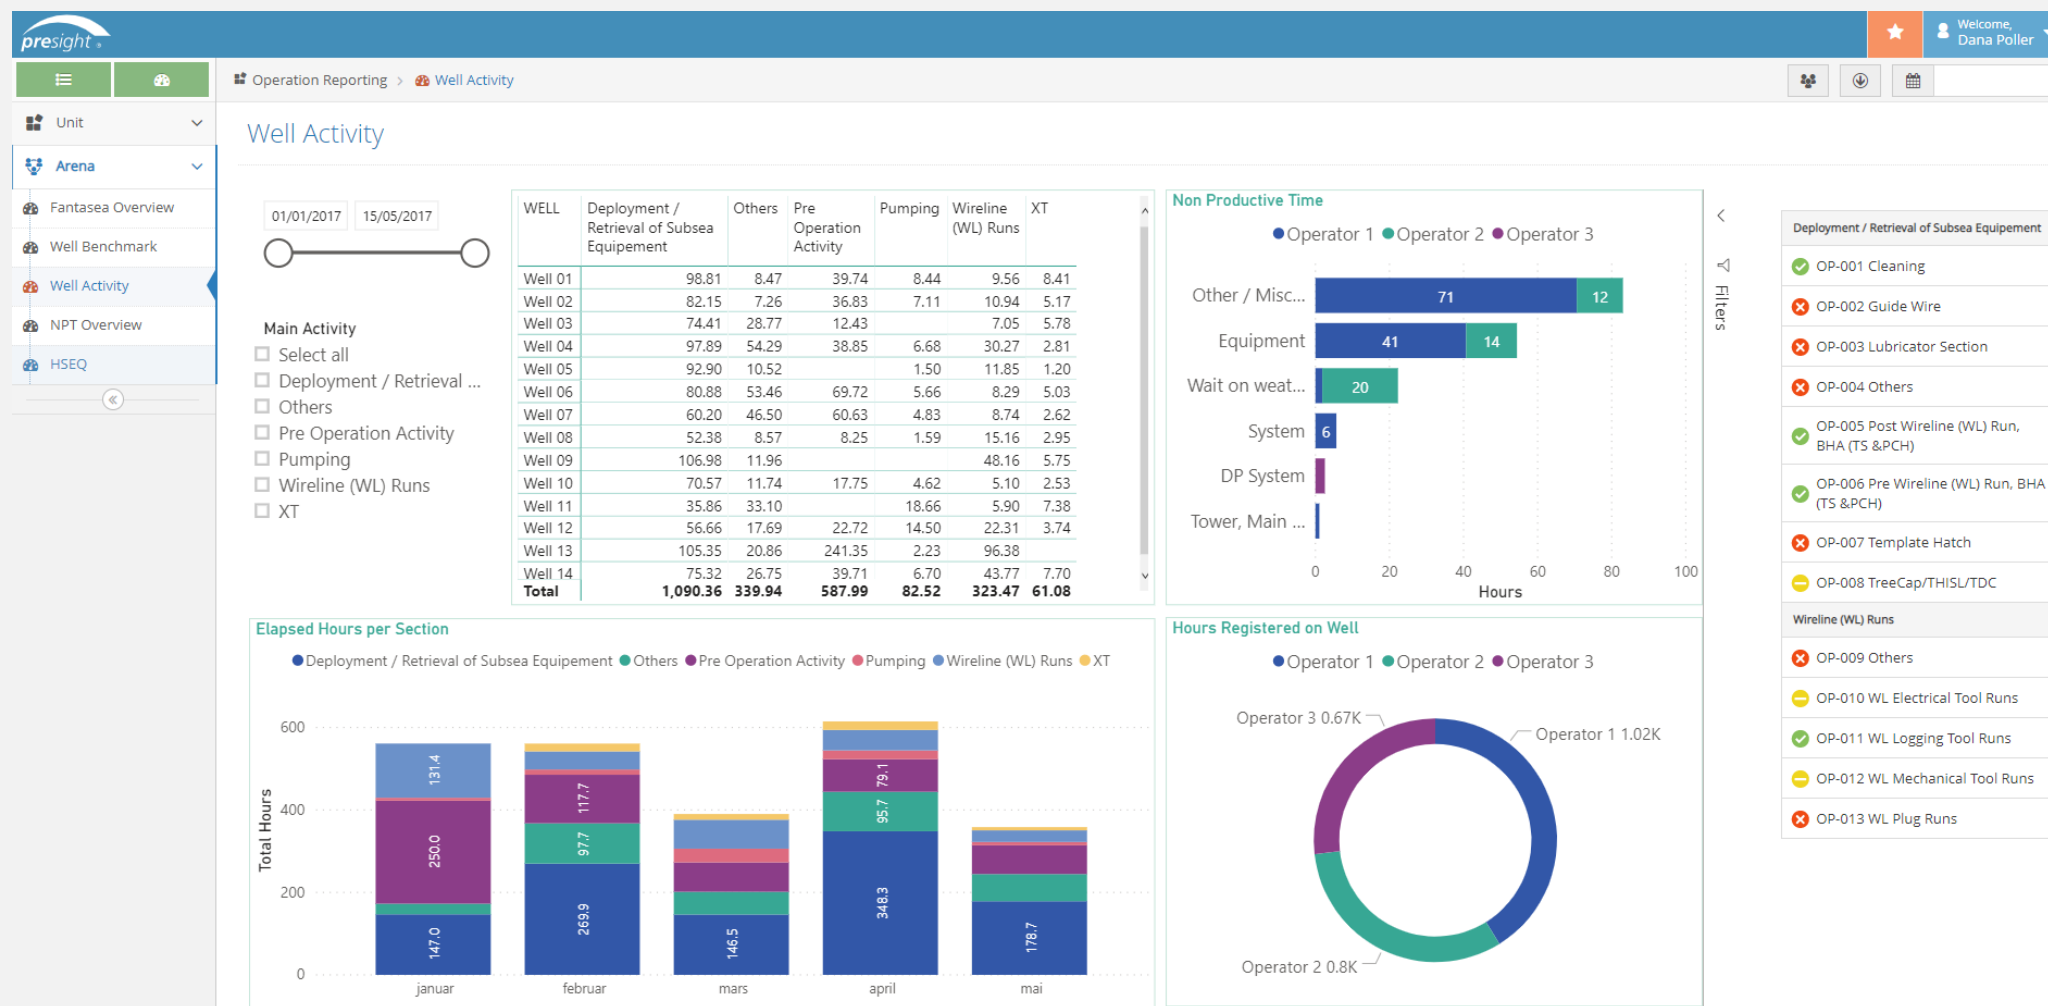 presight
Welcome,
Dana Poller
Operation Reporting > Well Activity
Unit
Arena
Fantasea Overview
Well Benchmark
Well Activity
NPT Overview
HSEQ
Well Activity
01/01/2017 15/05/2017
Main Activity
Select all
Deployment / Retrieval ...
Others
Pre Operation Activity
Pumping
Wireline (WL) Runs
XT
WELL Deployment / Others Pre Pumping Wireline XT
Retrieval of Subsea Operation (WL) Runs
Equipement Activity
Well 01 98.81 8.47 39.74 8.44 9.56 8.41
Well 02 82.15 7.26 36.83 7.11 10.94 5.17
Well 03 74.41 28.77 12.43 7.05 5.78
Well 04 97.89 54.29 38.85 6.68 30.27 2.81
Well 05 92.90 10.52 1.50 11.85 1.20
Well 06 80.88 53.46 69.72 5.66 8.29 5.03
Well 07 60.20 46.50 60.63 4.83 8.74 2.62
Well 08 52.38 8.57 8.25 1.59 15.16 2.95
Well 09 106.98 11.96 48.16 5.75
Well 10 70.57 11.74 17.75 4.62 5.10 2.53
Well 11 35.86 33.10 18.66 5.90 7.38
Well 12 56.66 17.69 22.72 14.50 22.31 3.74
Well 13 105.35 20.86 241.35 2.23 96.38
Well 14 75.32 26.75 39.71 6.70 43.77 7.70
Total 1,090.36 339.94 587.99 82.52 323.47 61.08
Non Productive Time
Operator 1 Operator 2 Operator 3
Other / Misc... 71 12
Equipment 41 14
Wait on weat... 20
System 6
DP System
Tower, Main ...
0 20 40 60 80 100
Hours
Filters
Elapsed Hours per Section
Deployment / Retrieval of Subsea Equipement Others Pre Operation Activity Pumping Wireline (WL) Runs XT
Total Hours
600
400
200
0
131.4
250.0
147.0
117.7
97.7
269.9
146.5
79.1
95.7
348.3
178.7
januar februar mars april mai
Hours Registered on Well
Operator 1 Operator 2 Operator 3
Operator 3 0.67K
Operator 1 1.02K
Operator 2 0.8K
Deployment / Retrieval of Subsea Equipement
OP-001 Cleaning
OP-002 Guide Wire
OP-003 Lubricator Section
OP-004 Others
OP-005 Post Wireline (WL) Run,
BHA (TS &PCH)
OP-006 Pre Wireline (WL) Run, BHA
(TS &PCH)
OP-007 Template Hatch
OP-008 TreeCap/THISL/TDC
Wireline (WL) Runs
OP-009 Others
OP-010 WL Electrical Tool Runs
OP-011 WL Logging Tool Runs
OP-012 WL Mechanical Tool Runs
OP-013 WL Plug Runs